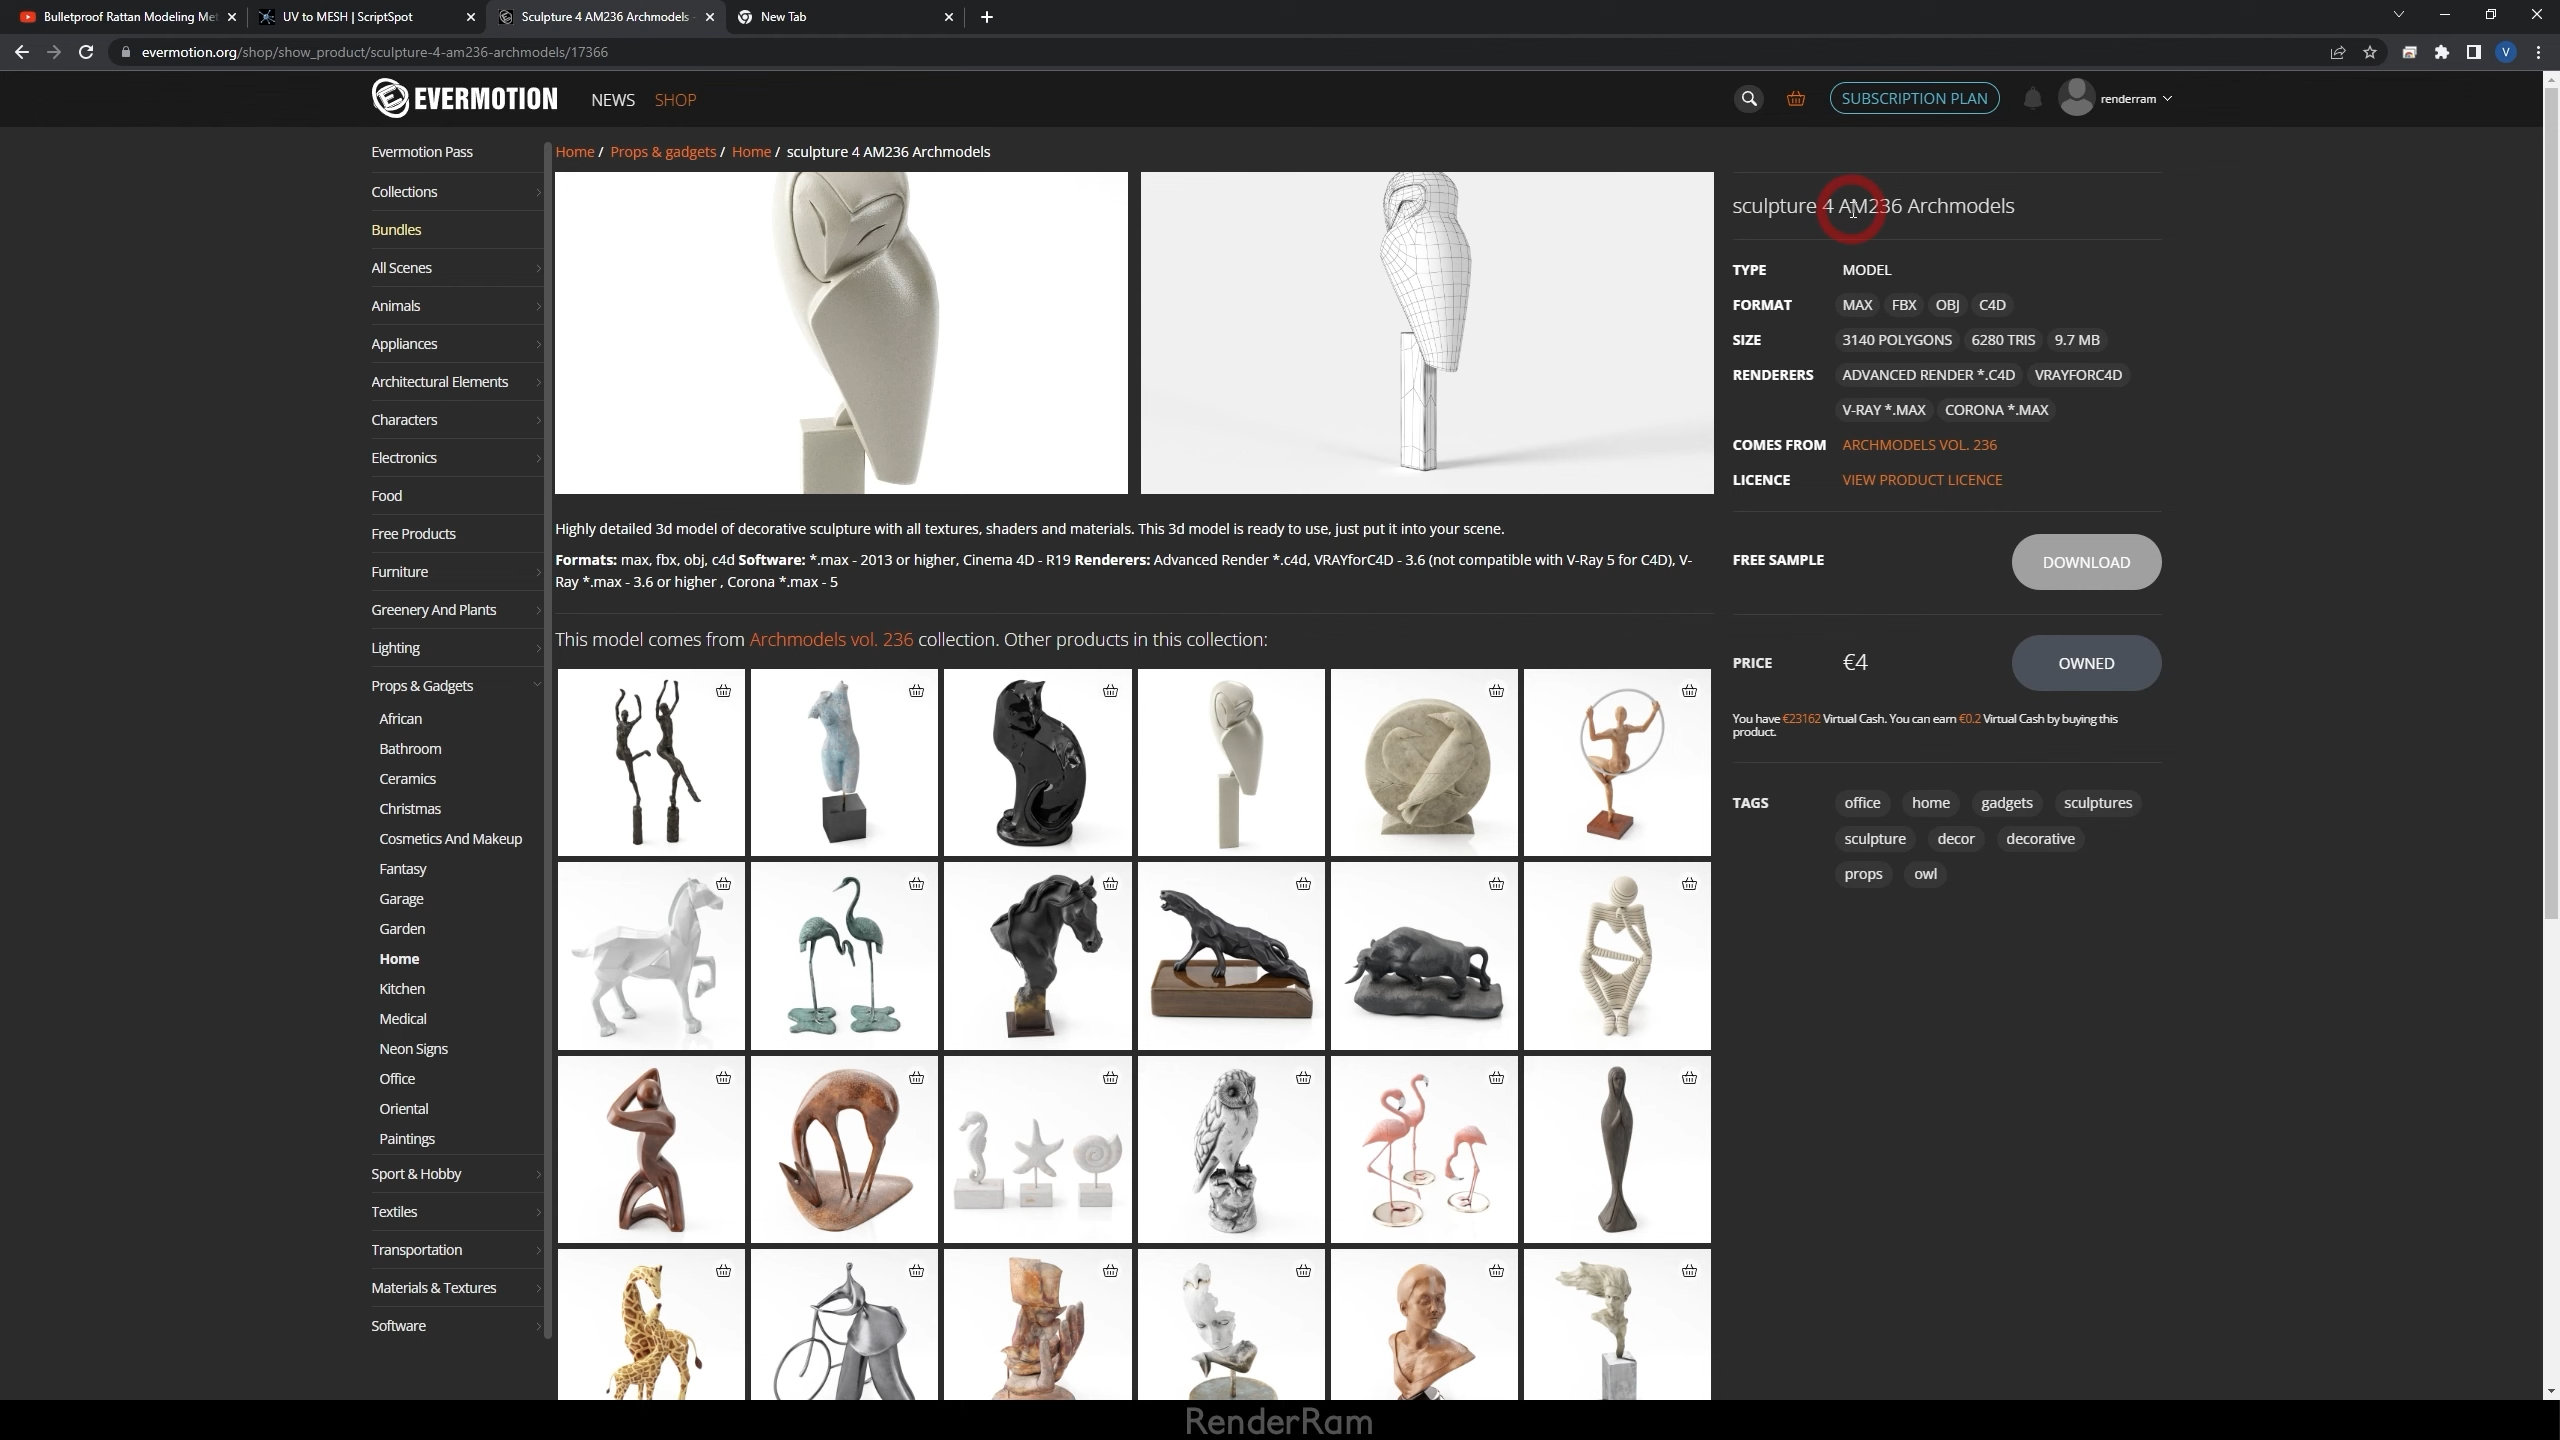 Bulletproof Rattan Modeling Met
UV to MESH | ScriptSpot
Sculpture 4 AM236 Archmodels -
New Tab
evermotion.org/shop/show_product/sculpture-4-am236-archmodels/17366
V
EVERMOTION
NEWS
SHOP
SUBSCRIPTION PLAN
renderram
Evermotion Pass
Collections
Bundles
All Scenes
Animals
Appliances
Architectural Elements
Characters
Electronics
Food
Free Products
Furniture
Greenery And Plants
Lighting
Props & Gadgets
African
Bathroom
Ceramics
Christmas
Cosmetics And Makeup
Fantasy
Garage
Garden
Home
Kitchen
Medical
Neon Signs
Office
Oriental
Paintings
Sport & Hobby
Textiles
Transportation
Materials & Textures
Software
Home / Props & gadgets / Home / sculpture 4 AM236 Archmodels
Highly detailed 3d model of decorative sculpture with all textures, shaders and materials. This 3d model is ready to use, just put it into your scene.
Formats: max, fbx, obj, c4d Software: *.max - 2013 or higher, Cinema 4D - R19 Renderers: Advanced Render *.c4d, VRAYforC4D - 3.6 (not compatible with V-Ray 5 for C4D), V-
Ray *.max - 3.6 or higher , Corona *.max - 5
This model comes from Archmodels vol. 236 collection. Other products in this collection:
sculpture 4 AM236 Archmodels
TYPE MODEL
FORMAT MAX FBX OBJ C4D
SIZE 3140 POLYGONS 6280 TRIS 9.7 MB
RENDERERS ADVANCED RENDER *.C4D VRAYFORC4D
V-RAY *.MAX CORONA *.MAX
COMES FROM ARCHMODELS VOL. 236
LICENCE VIEW PRODUCT LICENCE
FREE SAMPLE DOWNLOAD
PRICE €4 OWNED
You have €23162 Virtual Cash. You can earn €0.2 Virtual Cash by buying this
product.
TAGS office home gadgets sculptures
sculpture decor decorative
props owl
RenderRam